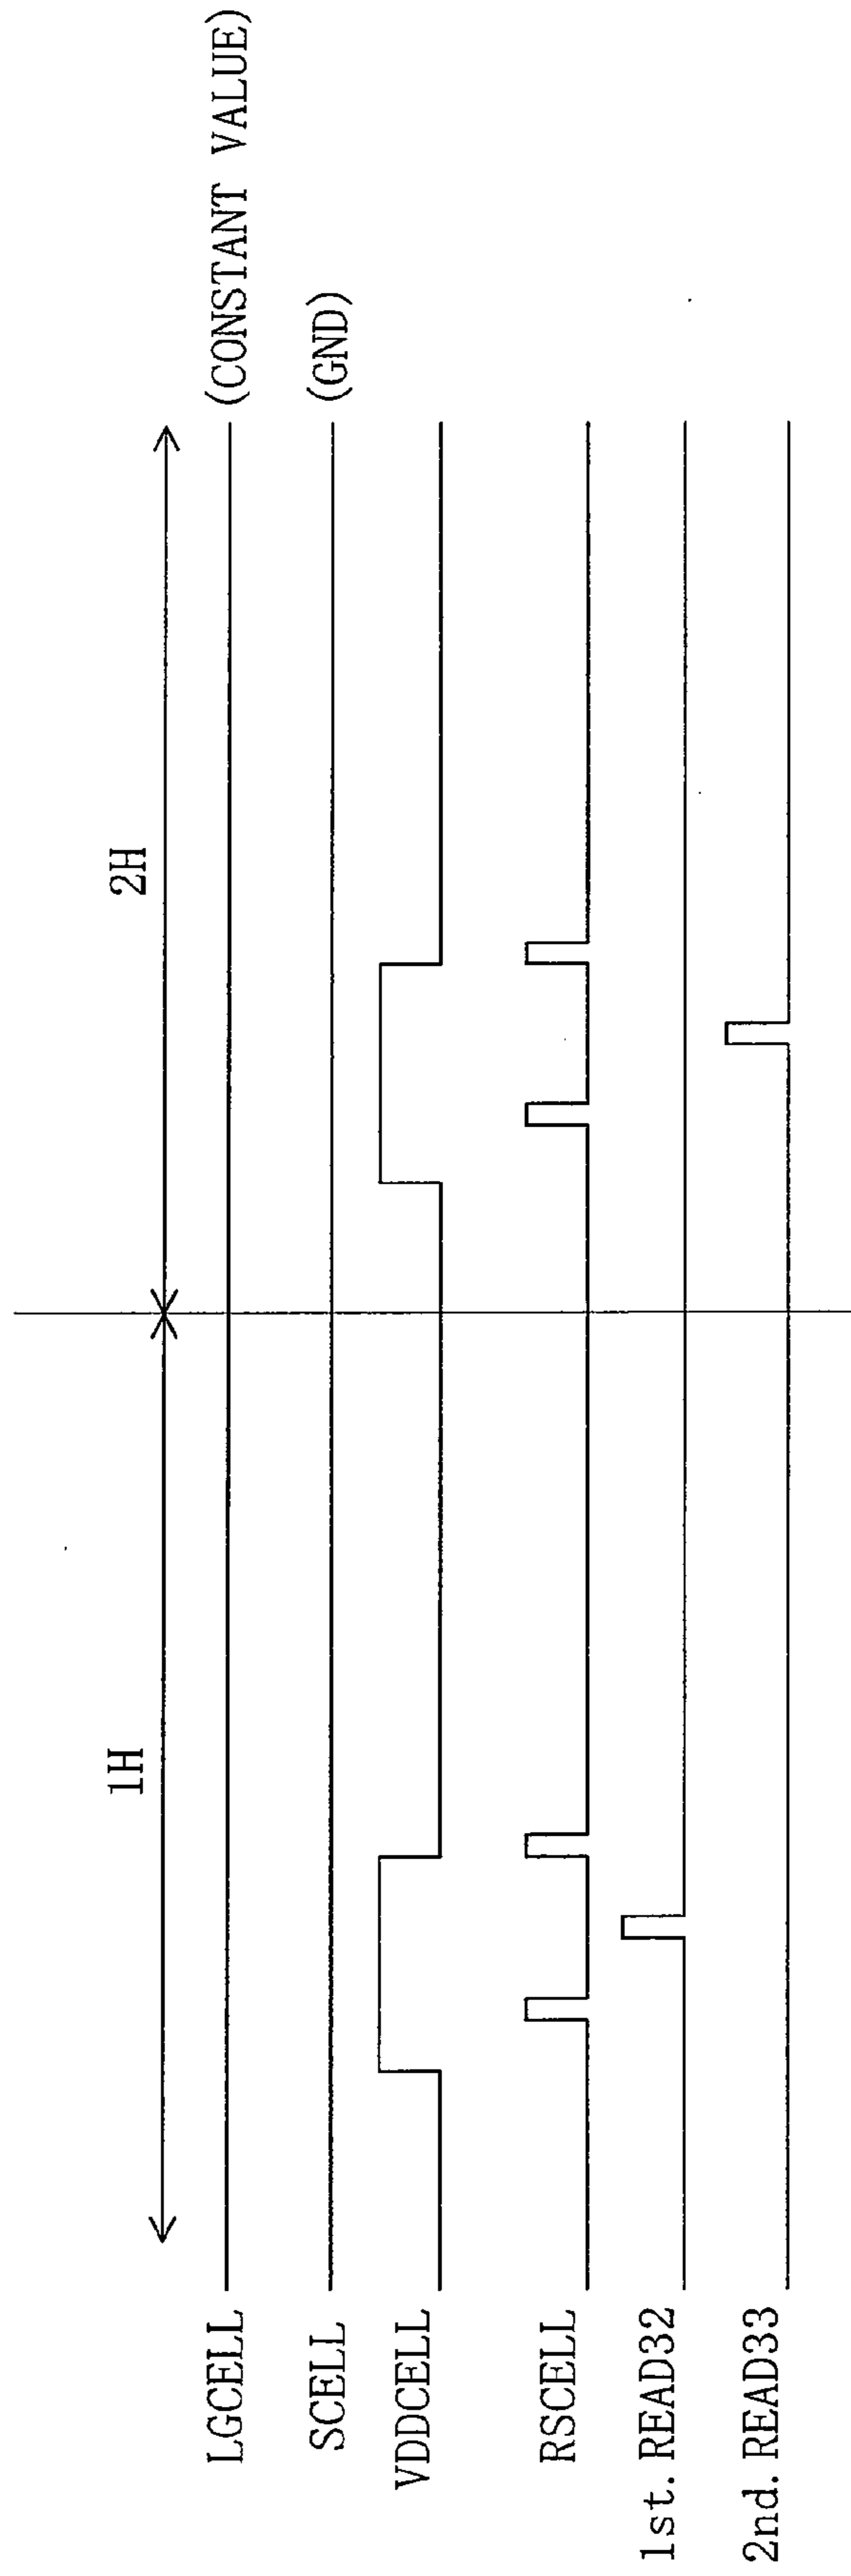 1H
2H
LGCELL
(CONSTANT VALUE)
SCELL
(GND)
VDDCELL
RSCELL
1st. READ32
2nd. READ33